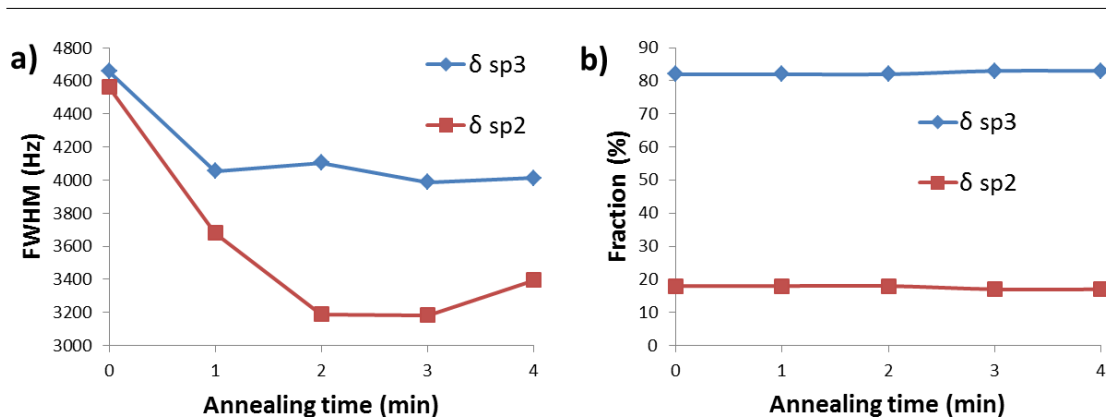 a)
FWHM (Hz)
4800
4600
4400
4200
4000
3800
3600
3400
3200
3000
0 1 2 3 4
Annealing time (min)
δ sp3
δ sp2
b)
Fraction (%)
90
80
70
60
50
40
30
20
10
0
0 1 2 3 4
Annealing time (min)
δ sp3
δ sp2